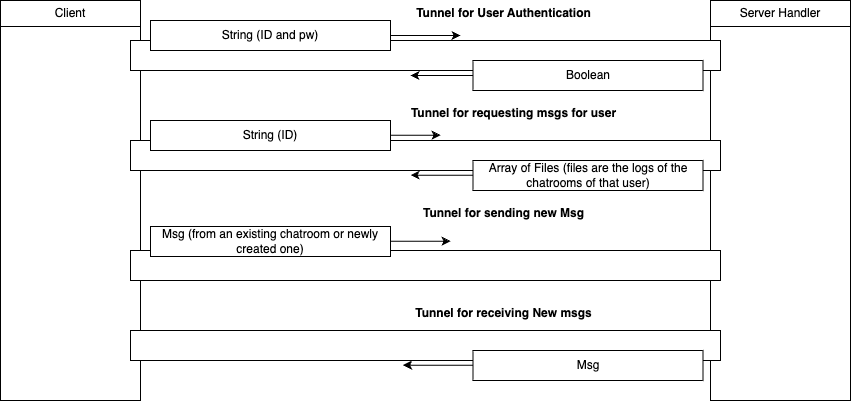 Client
Tunnel for User Authentication
Server Handler
String (ID and pw)
Boolean
Tunnel for requesting msgs for user
String (ID)
Array of Files (files are the logs of the
chatrooms of that user)
Tunnel for sending new Msg
Msg (from an existing chatroom or newly
created one)
Tunnel for receiving New msgs
Msg